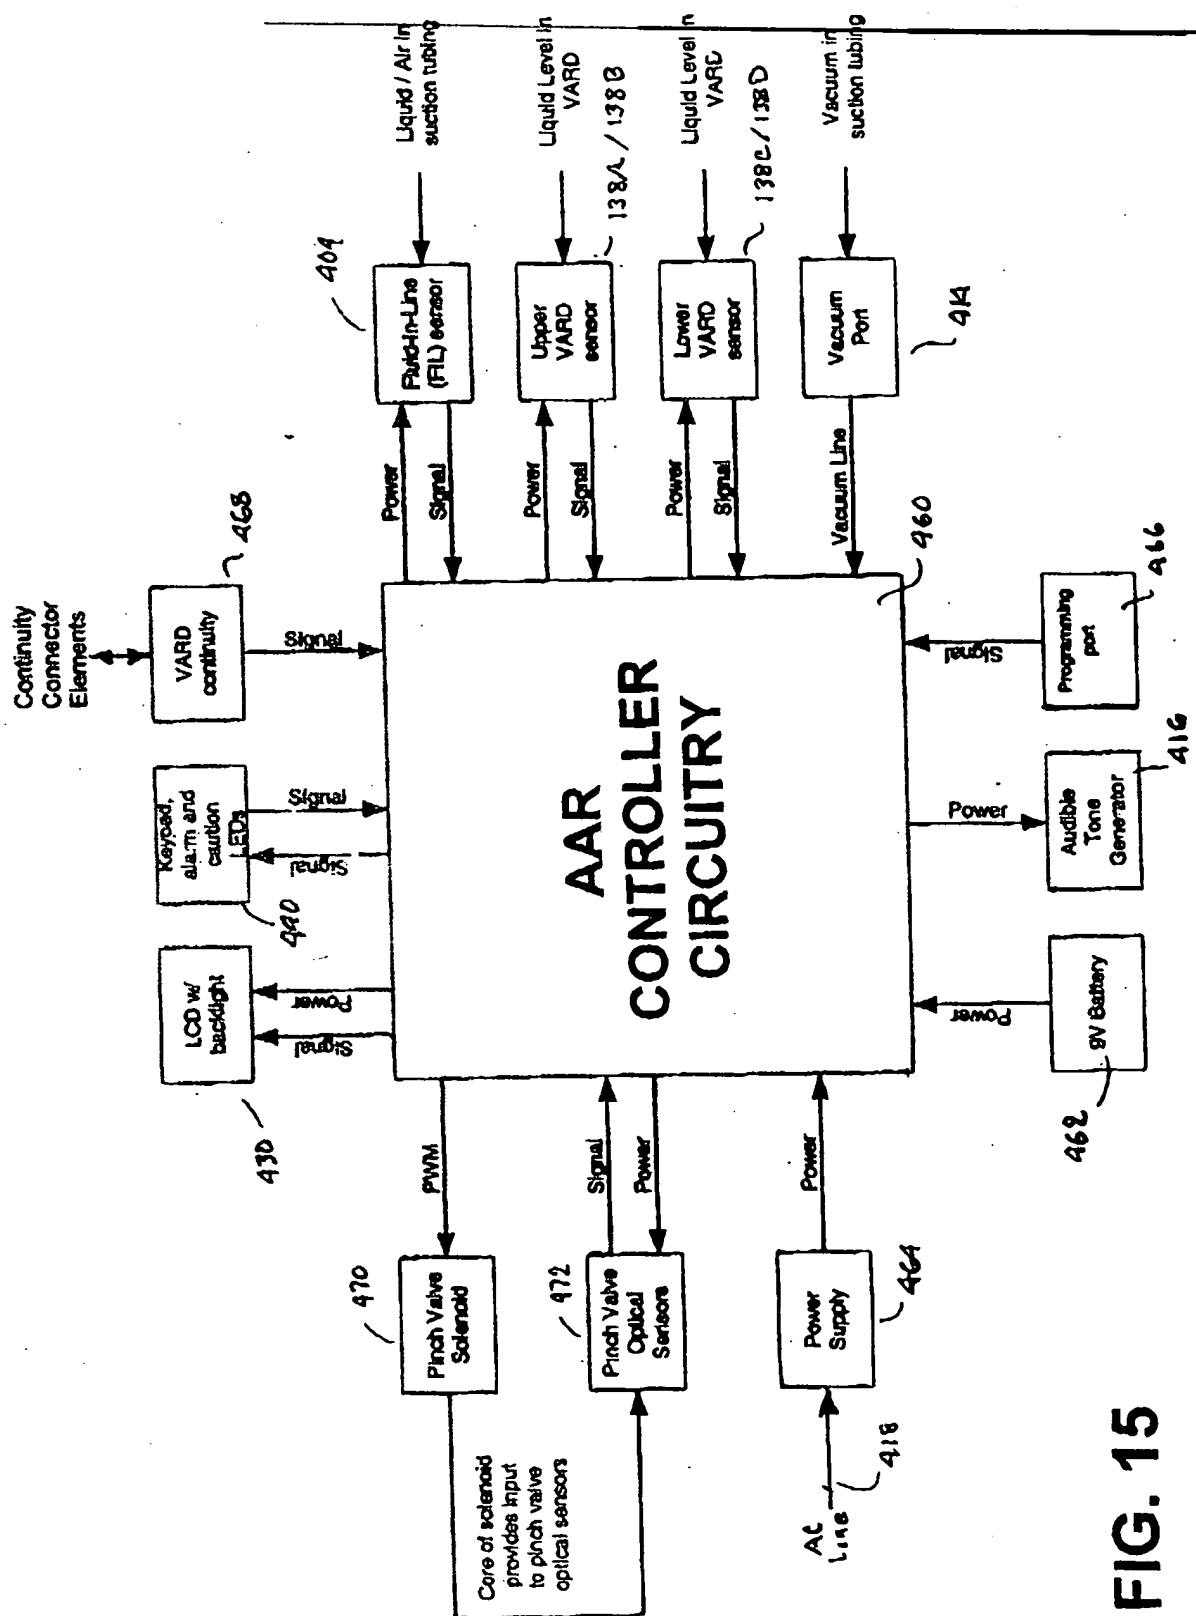 Continuity
Connector
Elements
468
VARD
continuity
Signal
Keypad,
alarm and
caution
LEDs
440
Signal
Signal
LCD w/
backlight
430
Signal
Power
Liquid / Air in
suction tubing
404
Fluid-In-Line
(FIL) sensor
Power
Signal
Liquid Level in
VARD
138A / 138B
Upper
VARD
sensor
Power
Signal
Liquid Level in
VARD
138C / 138D
Lower
VARD
sensor
Power
Signal
Vacuum in
suction tubing
Vacuum
Port
414
Vacuum Line
460
AAR
CONTROLLER
CIRCUITRY
PWM
470
Pinch Valve
Solenoid
Signal
Power
472
Pinch Valve
Optical
Sensors
Core of solenoid
provides input
to pinch valve
optical sensors
Power
464
Power
Supply
418
AC
Line
Power
9V Battery
462
Power
Audible
Tone
Generator
416
Signal
Programming
port
466
FIG. 15